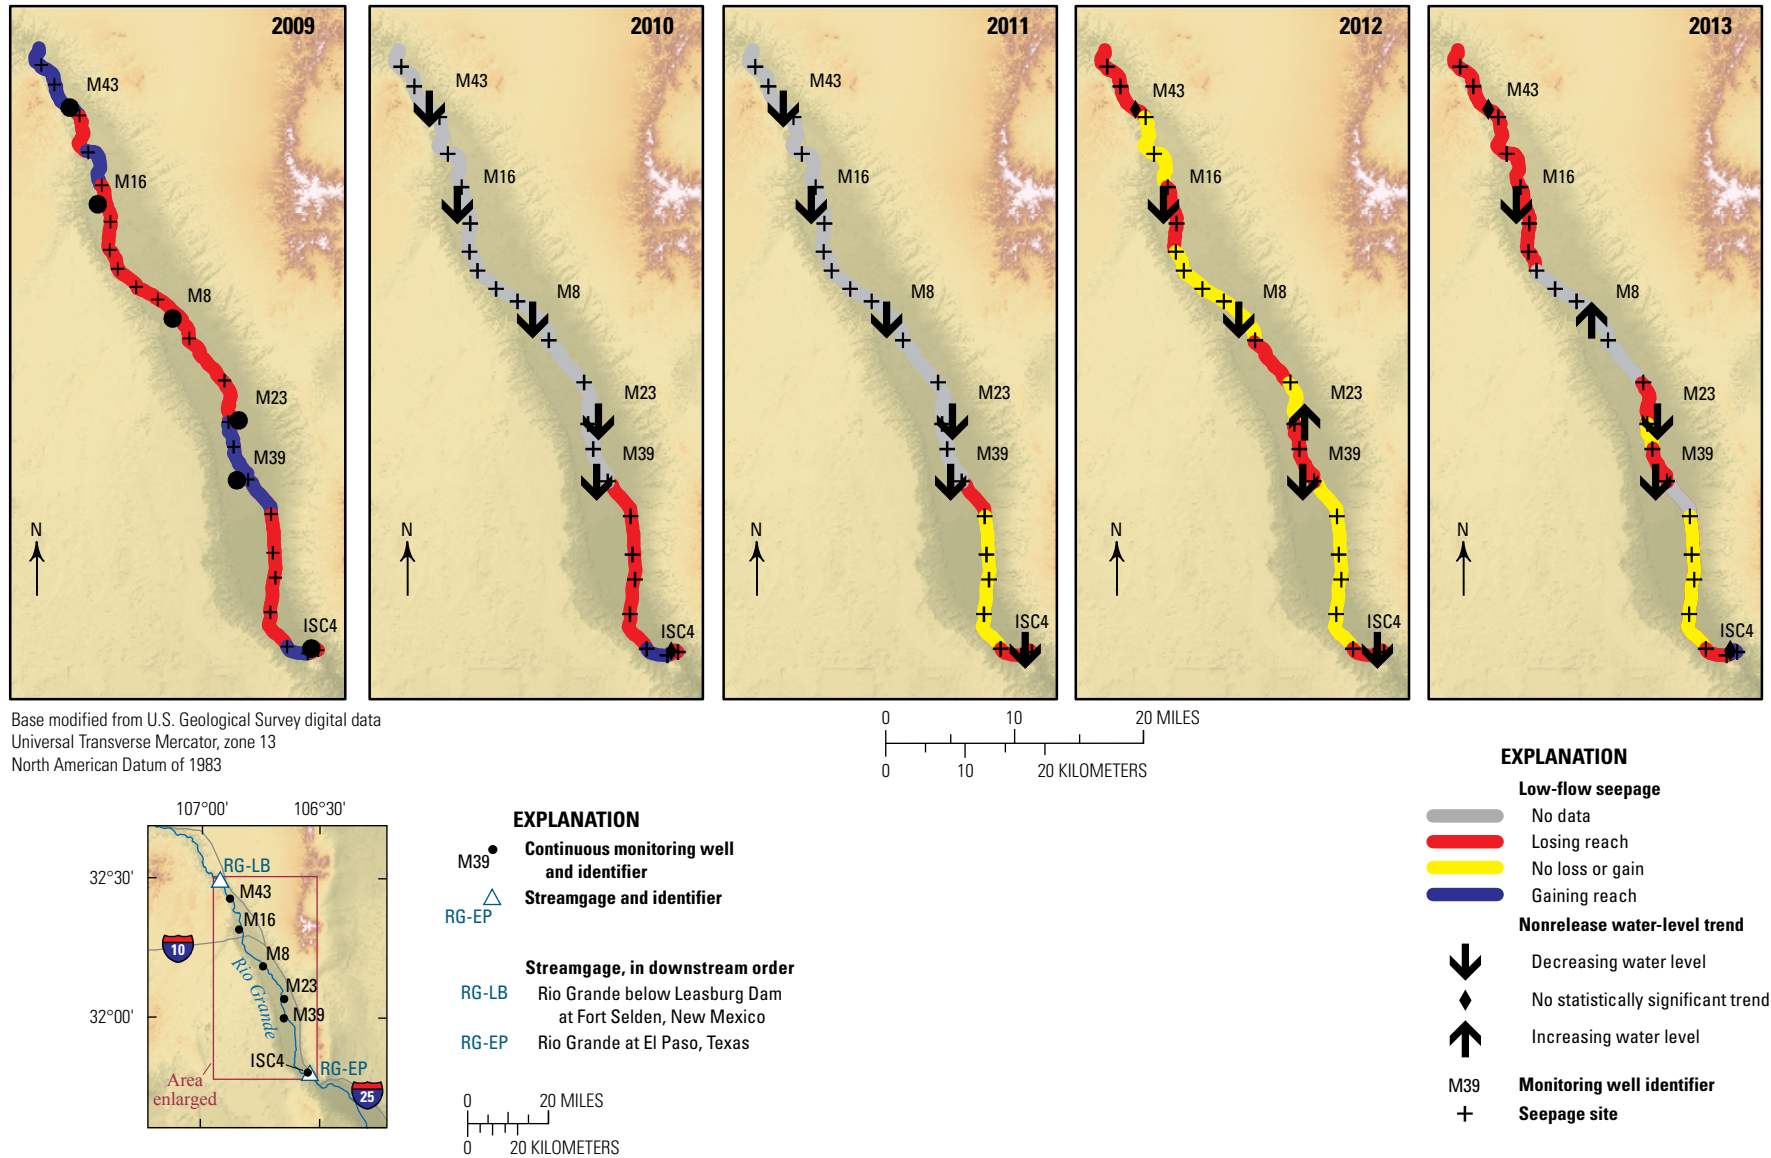 2009
M43
M16
M8
M23
M39
ISC4
N
2010
M43
M16
M8
M23
M39
ISC4
N
2011
M43
M16
M8
M23
M39
ISC4
N
2012
M43
M16
M8
M23
M39
ISC4
N
2013
M43
M16
M8
M23
M39
ISC4
N
Base modified from U.S. Geological Survey digital data
Universal Transverse Mercator, zone 13
North American Datum of 1983
0 10 20 MILES
0 10 20 KILOMETERS
107°00' 106°30'
32°30'
32°00'
RG-LB
M43
M16
10
M8
Rio Grande
M23
M39
ISC4
RG-EP
Area
enlarged
25
EXPLANATION
M39
Continuous monitoring well
and identifier
RG-EP
Streamgage and identifier
Streamgage, in downstream order
RG-LB Rio Grande below Leasburg Dam
at Fort Selden, New Mexico
RG-EP Rio Grande at El Paso, Texas
0 20 MILES
0 20 KILOMETERS
EXPLANATION
Low-flow seepage
No data
Losing reach
No loss or gain
Gaining reach
Nonrelease water-level trend
Decreasing water level
No statistically significant trend
Increasing water level
M39 Monitoring well identifier
Seepage site